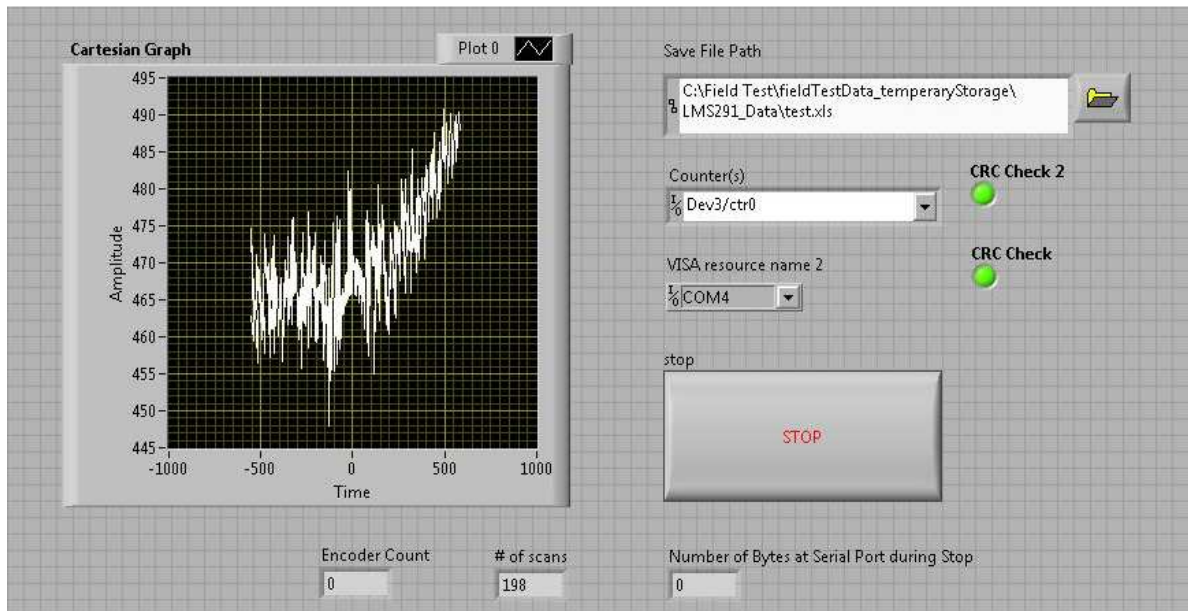 Cartesian Graph
Plot 0
495
490
485
480
475
470
465
460
455
450
445
Amplitude
-1000
-500
0
500
1000
Time
Save File Path
C:\Field Test\fieldTestData_temperaryStorage\
LMS291_Data\test.xls
Counter(s)
Dev3/ctr0
CRC Check 2
VISA resource name 2
COM4
CRC Check
stop
STOP
Encoder Count
0
# of scans
198
Number of Bytes at Serial Port during Stop
0